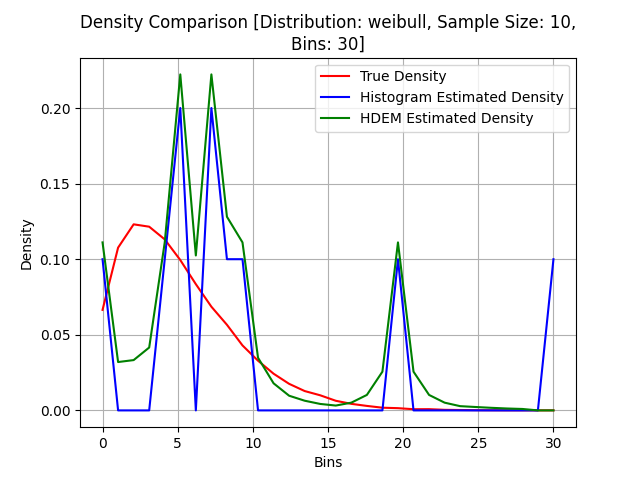 Density Comparison [Distribution: weibull, Sample Size: 10,
Bins: 30]
True Density
Histogram Estimated Density
HDEM Estimated Density
Density
0.20
0.15
0.10
0.05
0.00
0 5 10 15 20 25 30
Bins